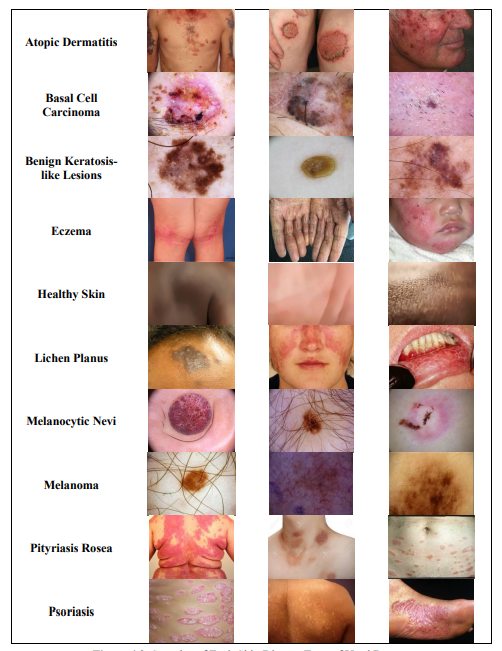 Atopic Dermatitis
Basal Cell
Carcinoma
Benign Keratosis-
like Lesions
Eczema
Healthy Skin
Lichen Planus
Melanocytic Nevi
Melanoma
Pityriasis Rosea
Psoriasis